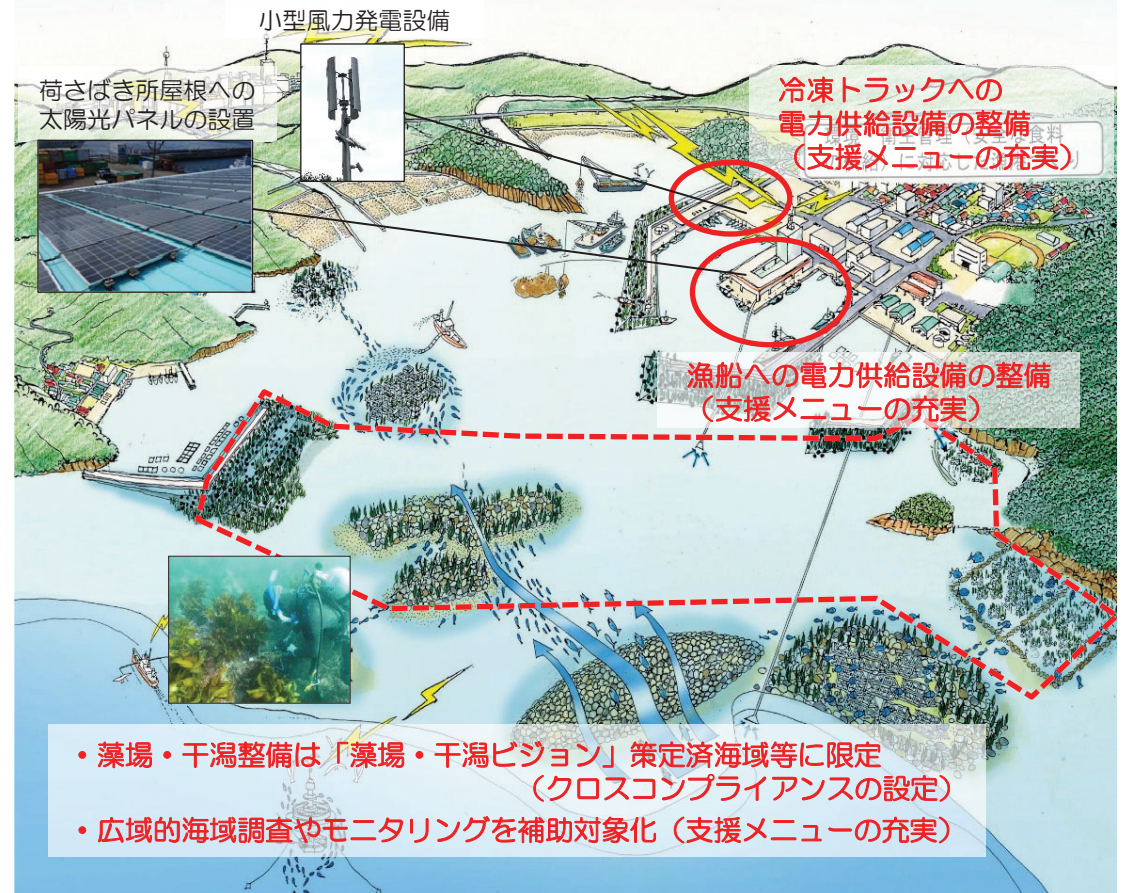 小型風力発電設備
荷さばき所屋根への
太陽光パネルの設置
冷凍トラックへの
電力供給設備の整備
（支援メニューの充実）
漁船への電力供給設備の整備
（支援メニューの充実）
・藻場・干潟整備は「藻場・干潟ビジョン」策定済海域等に限定
（クロスコンプライアンスの設定）
・広域的海域調査やモニタリングを補助対象化（支援メニューの充実）